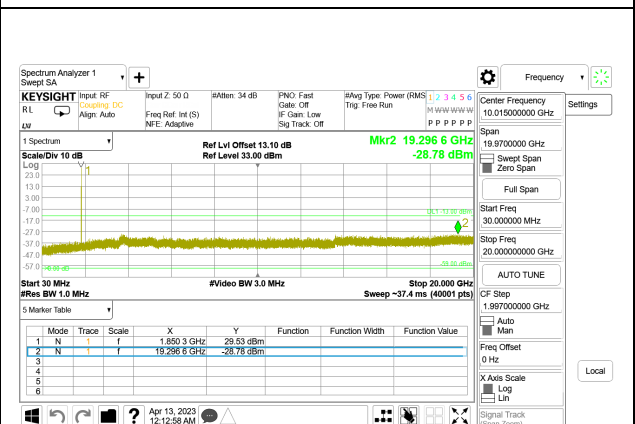 Spectrum Analyzer 1
Swept SA
Frequency
KEYSIGHT
RL
LXI
Input: RF
Coupling: DC
Align: Auto
Input Z: 50 Ω
Freq Ref: Int (S)
NFE: Adaptive
#Atten: 34 dB
PNO: Fast
Gate: Off
IF Gain: Low
Sig Track: Off
#Avg Type: Power (RMS
Trig: Free Run
1 2 3 4 5 6
M W W W W W
P P P P P P
1 Spectrum
Scale/Div 10 dB
Log
Ref Lvl Offset 13.10 dB
Ref Level 33.00 dBm
Mkr2 19.296 6 GHz
-28.78 dBm
23.0
13.0
3.00
-7.00
-17.0
-27.0
-37.0
-47.0
-57.0
1
2
DL1 -13.00 dBm
Start 30 MHz
#Res BW 1.0 MHz
#Video BW 3.0 MHz
Stop 20.000 GHz
Sweep ~37.4 ms (40001 pts)
5 Marker Table
Mode Trace Scale X Y Function Function Width Function Value
1 N 1 f 1.850 3 GHz 29.53 dBm
2 N 1 f 19.296 6 GHz -28.78 dBm
3
4
5
6
Apr 13, 2023
12:12:58 AM
Center Frequency
10.015000000 GHz
Settings
Span
19.9700000 GHz
Swept Span
Zero Span
Full Span
Start Freq
30.000000 MHz
Stop Freq
20.000000000 GHz
AUTO TUNE
CF Step
1.997000000 GHz
Auto
Man
Freq Offset
0 Hz
X Axis Scale
Log
Lin
Local
Signal Track
(Span Zoom)